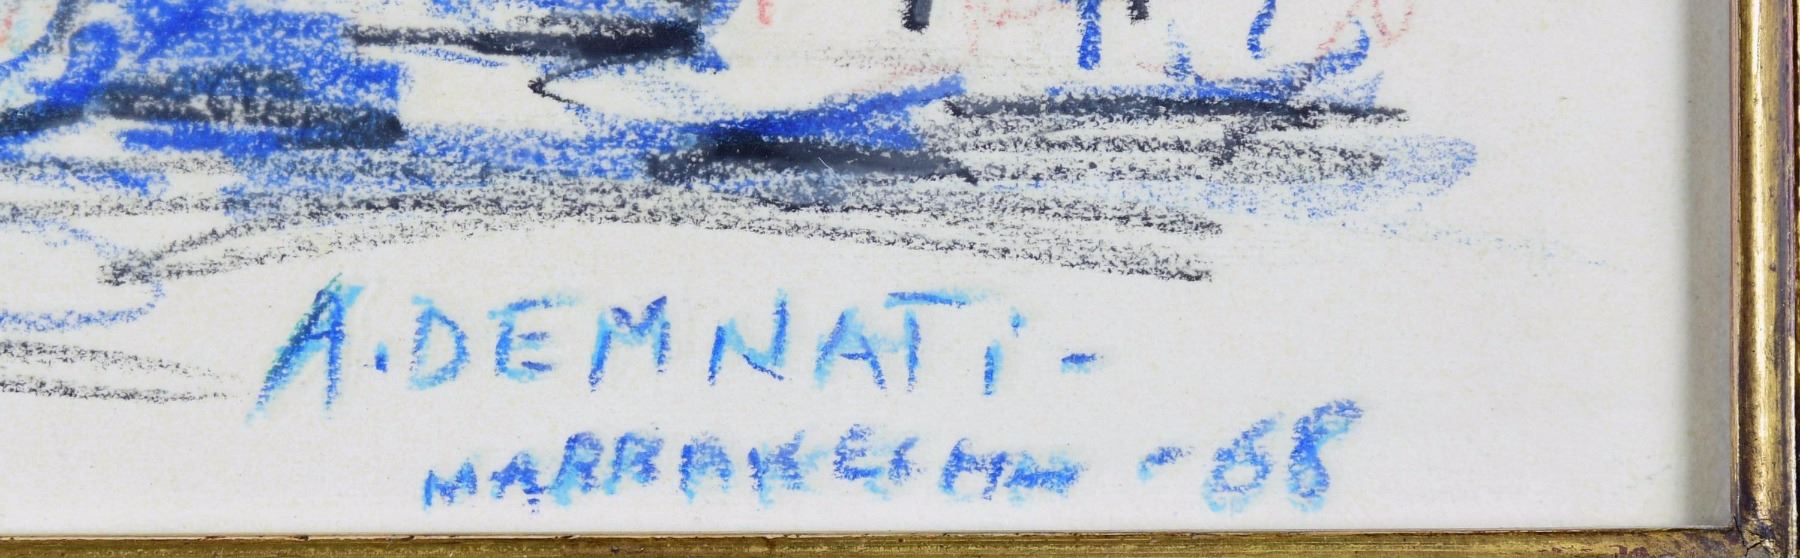 A. DEMNATi -
MARRAKECH - 68